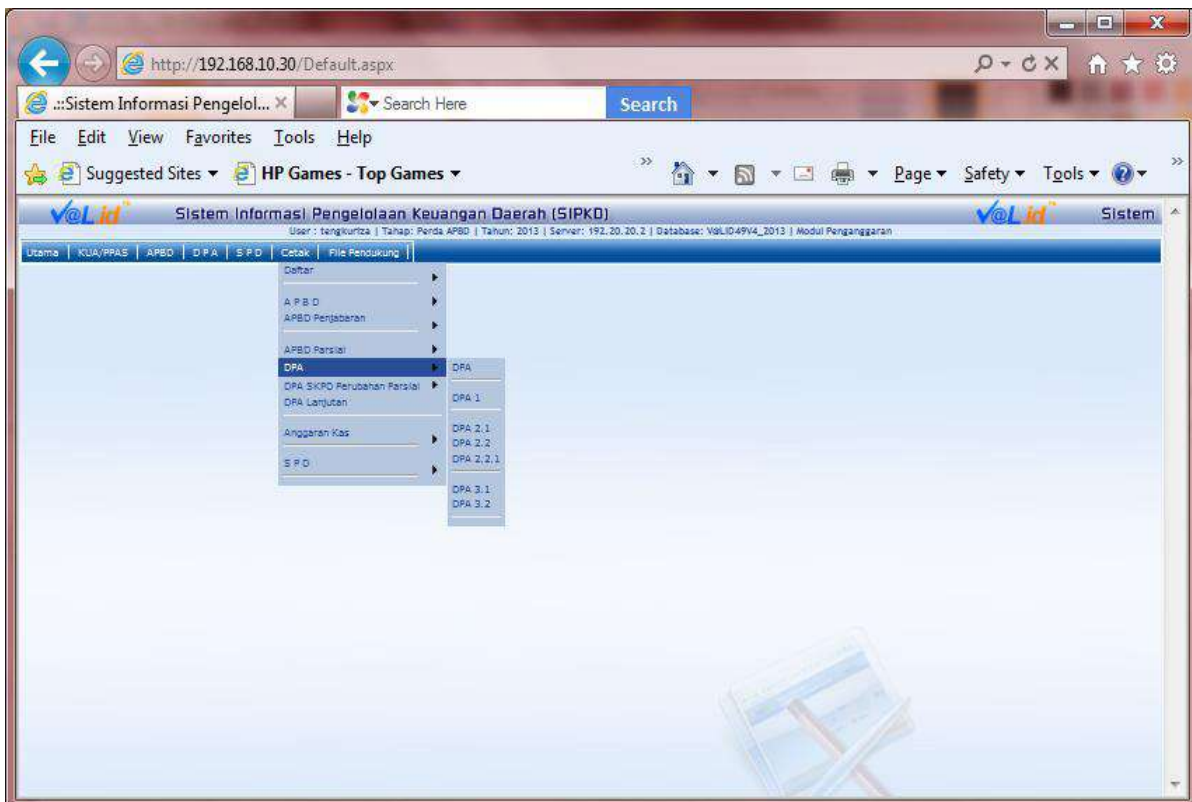 http://192.168.10.30/Default.aspx
.::Sistem Informasi Pengelol...
Search Here
Search
File Edit View Favorites Tools Help
Suggested Sites HP Games - Top Games
Page Safety Tools
V@L id™ Sistem Informasi Pengelolaan Keuangan Daerah (SIPKD) V@L id™ Sistem
User : tengkuriza | Tahap: Perda APBD | Tahun: 2013 | Server: 192.20.20.2 | Database: V@LID49V4_2013 | Modul Penganggaran
Utama | KUA/PPAS | APBD | D P A | S P D | Cetak | File Pendukung |
Daftar
A P B D
APBD Penjabaran
APBD Parsial
DPA
DPA SKPD Perubahan Parsial
DPA Lanjutan
Anggaran Kas
S P D
DPA
DPA 1
DPA 2.1
DPA 2.2
DPA 2.2.1
DPA 3.1
DPA 3.2